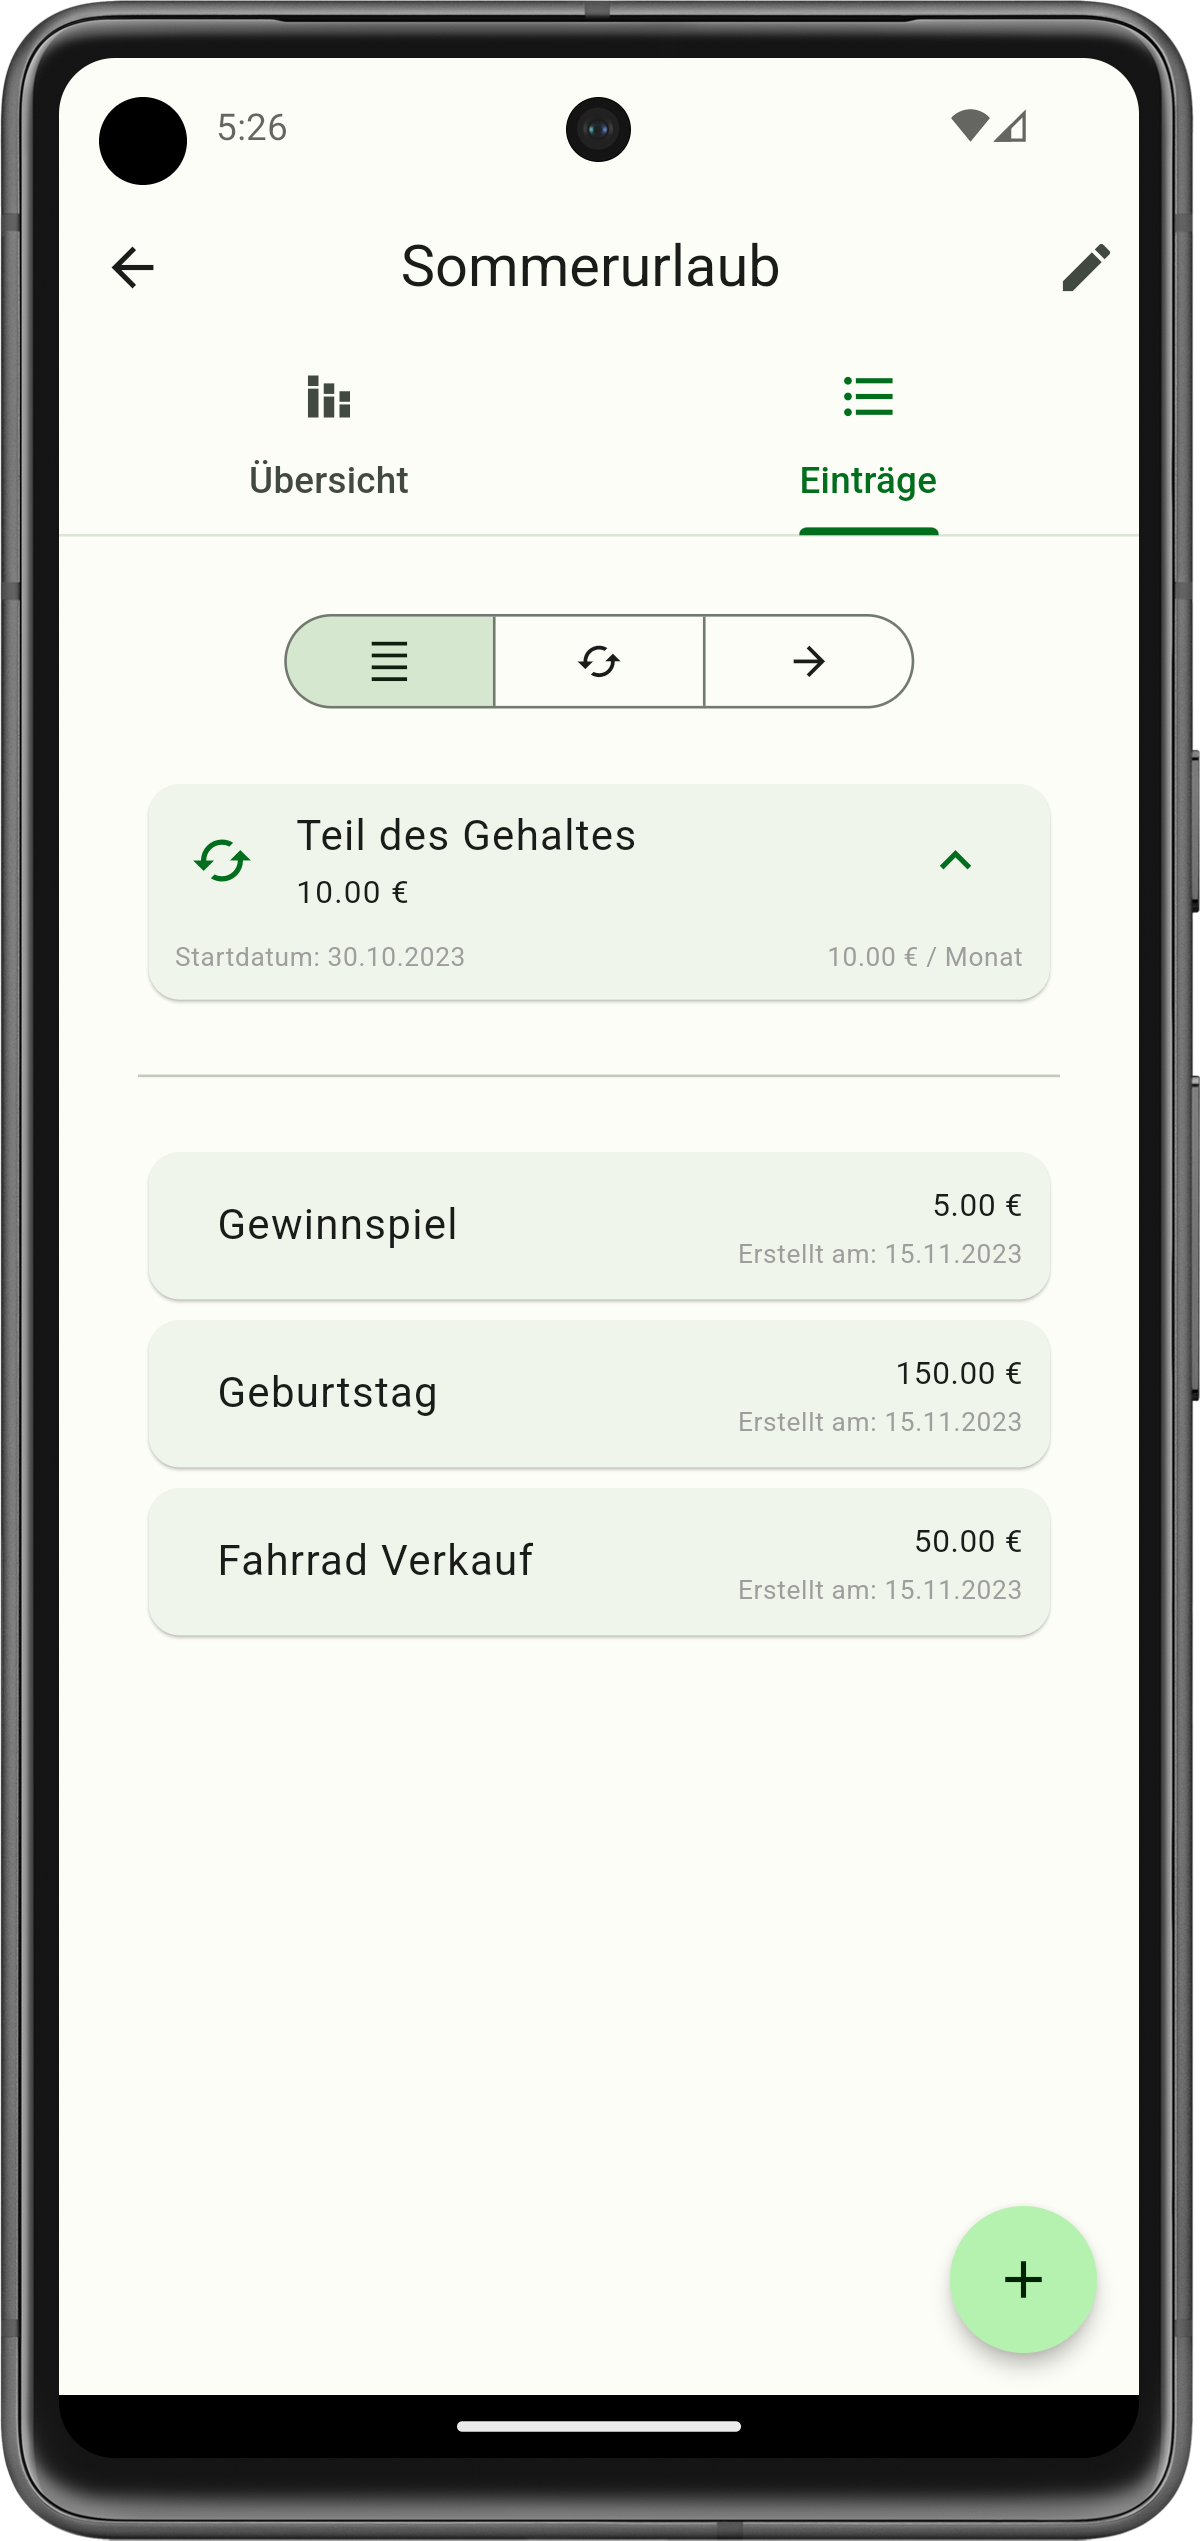 5:26
Sommerurlaub
Übersicht
Einträge
Teil des Gehaltes
10.00 €
Startdatum: 30.10.2023
10.00 € / Monat
Gewinnspiel
5.00 €
Erstellt am: 15.11.2023
Geburtstag
150.00 €
Erstellt am: 15.11.2023
Fahrrad Verkauf
50.00 €
Erstellt am: 15.11.2023